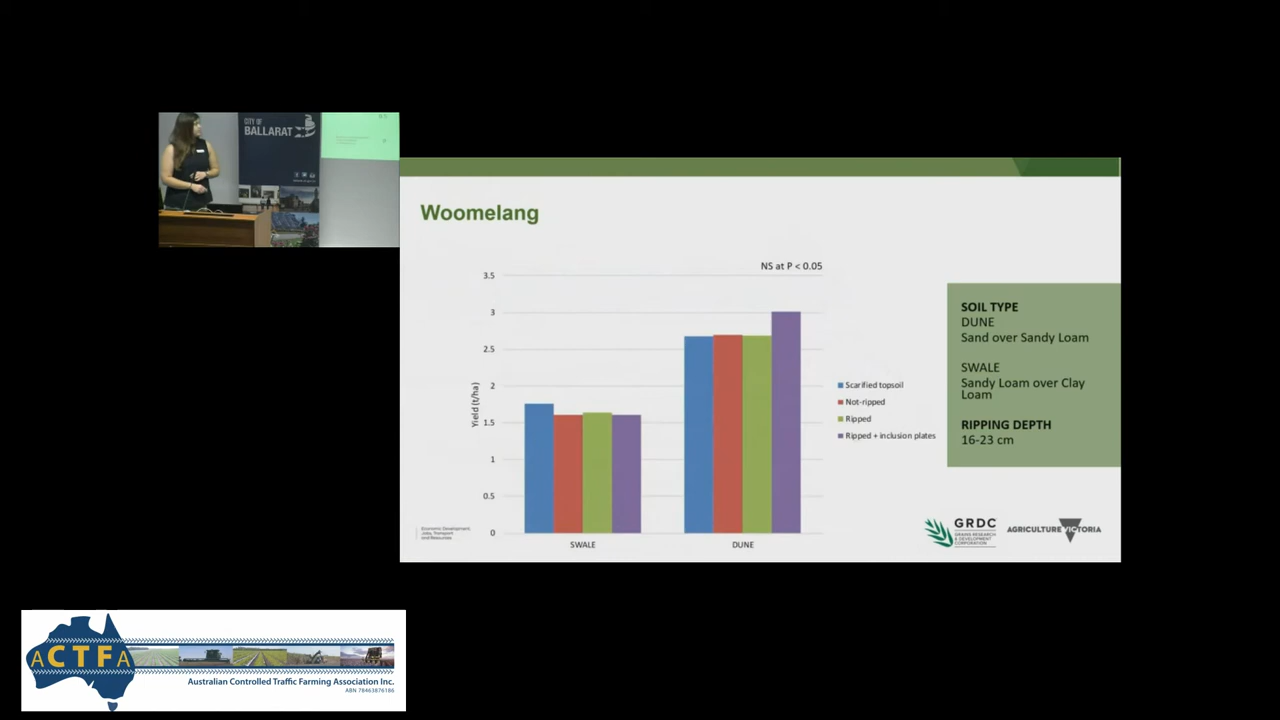 CITY OF
BALLARAT
Woomelang
NS at P < 0.05
3.5
3
2.5
2
1.5
1
0.5
0
Yield (t/ha)
SWALE
DUNE
Scarified topsoil
Not-ripped
Ripped
Ripped + inclusion plates
SOIL TYPE
DUNE
Sand over Sandy Loam
SWALE
Sandy Loam over Clay
Loam
RIPPING DEPTH
16-23 cm
Economic Development,
Jobs, Transport
and Resources
GRDC
GRAINS RESEARCH
& DEVELOPMENT
CORPORATION
AGRICULTURE VICTORIA
ACTFA
Australian Controlled Traffic Farming Association Inc.
ABN 78463876186